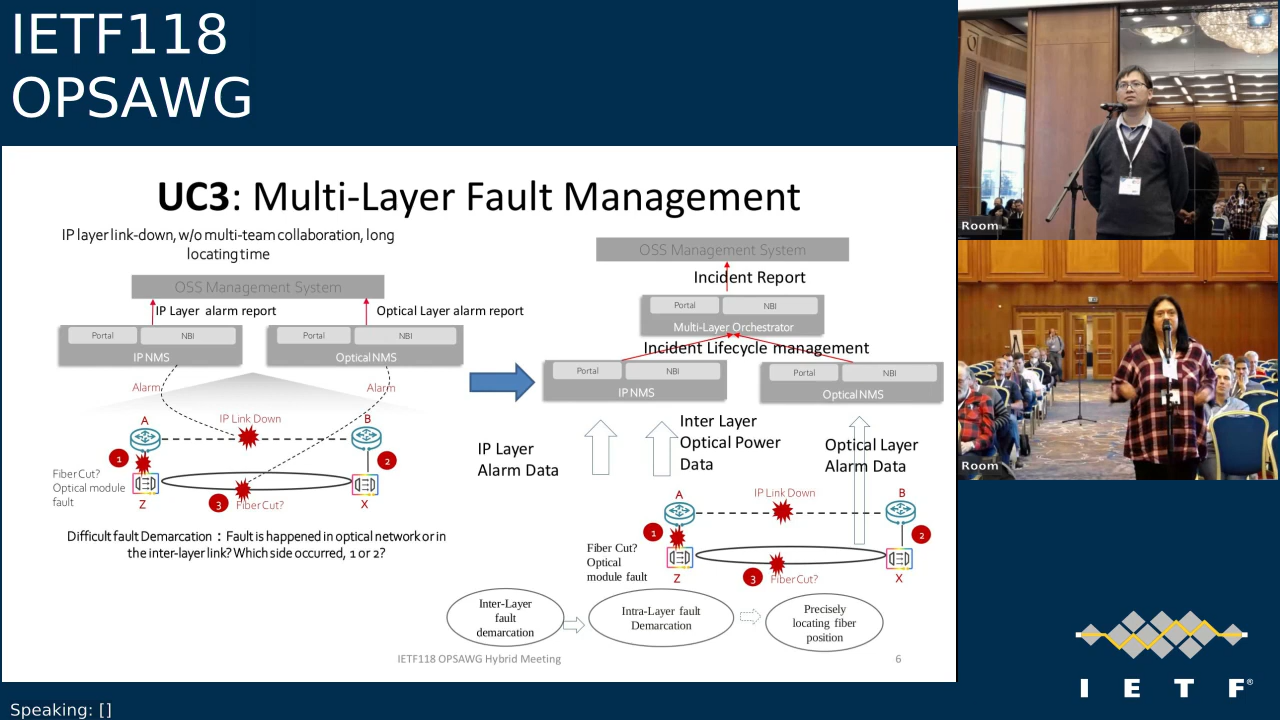 IETF118
OPSAWG
UC3: Multi-Layer Fault Management
IP layer link-down, w/o multi-team collaboration, long
locating time
OSS Management System
IP Layer alarm report
Optical Layer alarm report
Portal
NBI
IP NMS
Portal
NBI
Optical NMS
Alarm
Alarm
IP Link Down
A
B
1
2
Fiber Cut?
Optical module
fault
3
Fiber Cut?
Z
X
Difficult fault Demarcation : Fault is happened in optical network or in
the inter-layer link? Which side occurred, 1 or 2?
OSS Management System
Incident Report
Portal
NBI
Multi-Layer Orchestrator
Incident Lifecycle management
Portal
NBI
IP NMS
Portal
NBI
Optical NMS
IP Layer
Alarm Data
Inter Layer
Optical Power
Data
Optical Layer
Alarm Data
A
IP Link Down
B
1
2
Fiber Cut?
Optical
module fault
Z
3
Fiber Cut?
X
Inter-Layer
fault
demarcation
Intra-Layer fault
Demarcation
Precisely
locating fiber
position
IETF118 OPSAWG Hybrid Meeting
6
Room
Room
I E T F®
Speaking: []